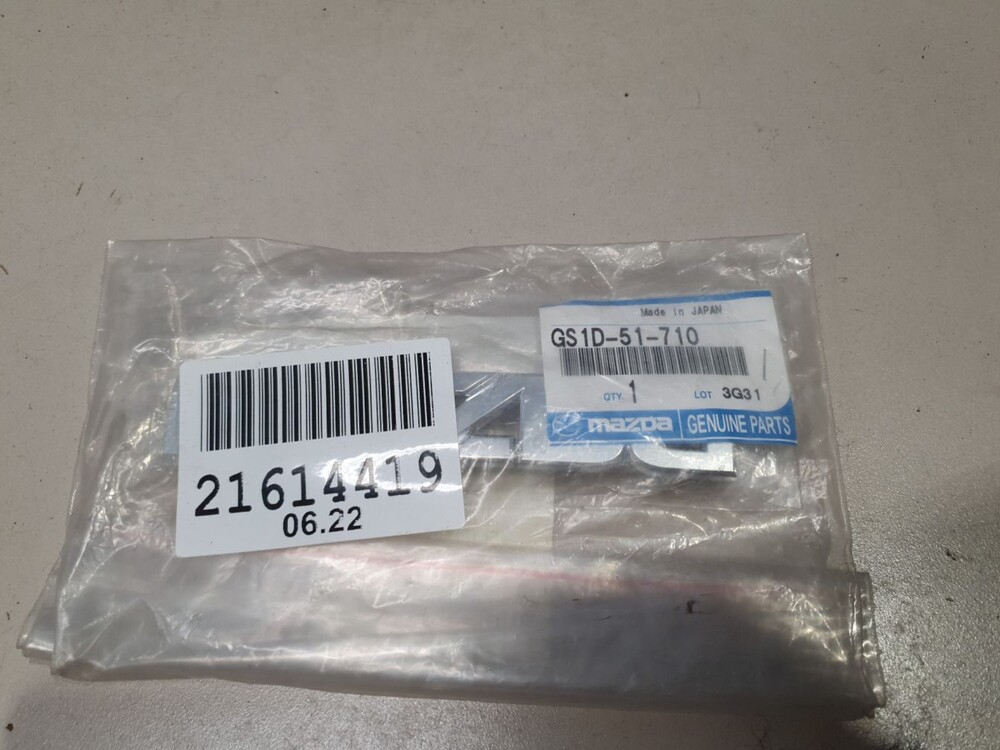 Made in JAPAN
GS1D-51-710
QTY. 1 LOT 3G31
mazda GENUINE PARTS
21614419
06.22